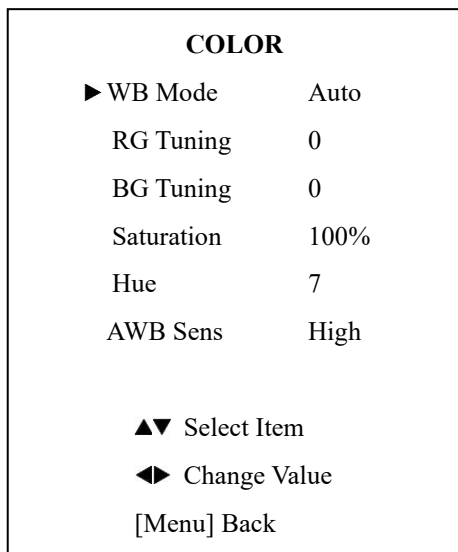 COLOR
▶ WB Mode Auto
RG Tuning 0
BG Tuning 0
Saturation 100%
Hue 7
AWB Sens High
▲▼ Select Item
◀▶ Change Value
[Menu] Back